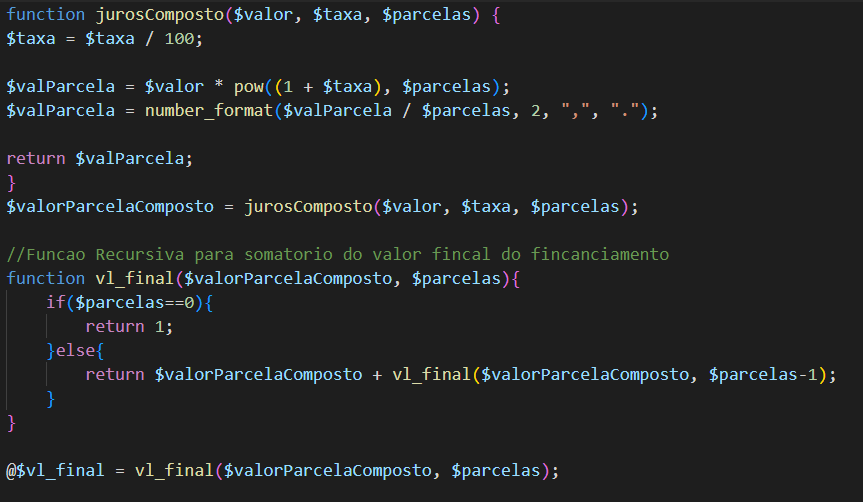 function jurosComposto($valor, $taxa, $parcelas) {
$taxa = $taxa / 100;
$valParcela = $valor * pow((1 + $taxa), $parcelas);
$valParcela = number_format($valParcela / $parcelas, 2, ",", ".");
return $valParcela;
}
$valorParcelaComposto = jurosComposto($valor, $taxa, $parcelas);
//Funcao Recursiva para somatorio do valor fincal do fincanciamento
function vl_final($valorParcelaComposto, $parcelas){
if($parcelas==0){
return 1;
}else{
return $valorParcelaComposto + vl_final($valorParcelaComposto, $parcelas-1);
}
}
@$vl_final = vl_final($valorParcelaComposto, $parcelas);